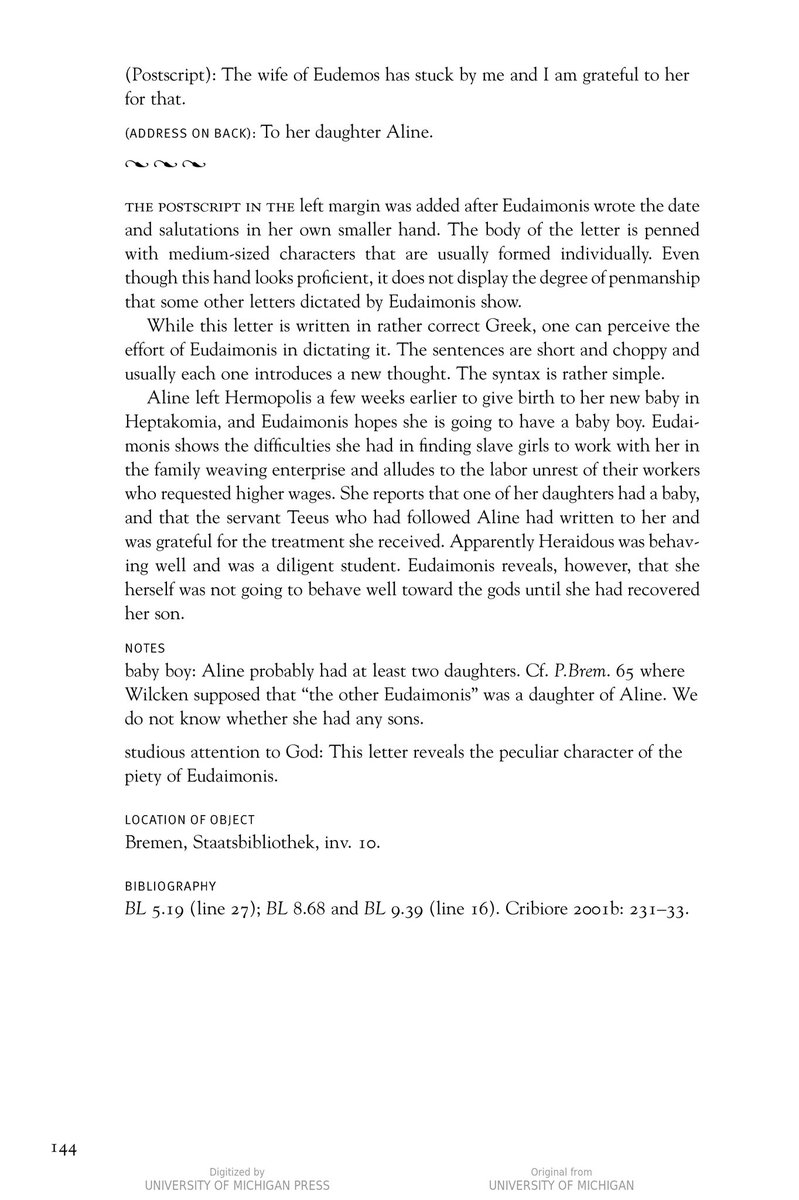 (Postscript): The wife of Eudemos has stuck by me and I am grateful to her
for that.
(ADDRESS ON BACK): To her daughter Aline.
THE POSTSCRIPT IN THE left margin was added after Eudaimonis wrote the date
and salutations in her own smaller hand. The body of the letter is penned
with medium-sized characters that are usually formed individually. Even
though this hand looks proficient, it does not display the degree of penmanship
that some other letters dictated by Eudaimonis show.
While this letter is written in rather correct Greek, one can perceive the
effort of Eudaimonis in dictating it. The sentences are short and choppy and
usually each one introduces a new thought. The syntax is rather simple.
Aline left Hermopolis a few weeks earlier to give birth to her new baby in
Heptakomia, and Eudaimonis hopes she is going to have a baby boy. Eudai-
monis shows the difficulties she had in finding slave girls to work with her in
the family weaving enterprise and alludes to the labor unrest of their workers
who requested higher wages. She reports that one of her daughters had a baby,
and that the servant Teeus who had followed Aline had written to her and
was grateful for the treatment she received. Apparently Heraidous was behav-
ing well and was a diligent student. Eudaimonis reveals, however, that she
herself was not going to behave well toward the gods until she had recovered
her son.
NOTES
baby boy: Aline probably had at least two daughters. Cf. P.Brem. 65 where
Wilcken supposed that “the other Eudaimonis” was a daughter of Aline. We
do not know whether she had any sons.
studious attention to God: This letter reveals the peculiar character of the
piety of Eudaimonis.
LOCATION OF OBJECT
Bremen, Staatsbibliothek, inv. 10.
BIBLIOGRAPHY
BL 5.19 (line 27); BL 8.68 and BL 9.39 (line 16). Cribiore 2001b: 231–33.
144
Digitized by
UNIVERSITY OF MICHIGAN PRESS
Original from
UNIVERSITY OF MICHIGAN